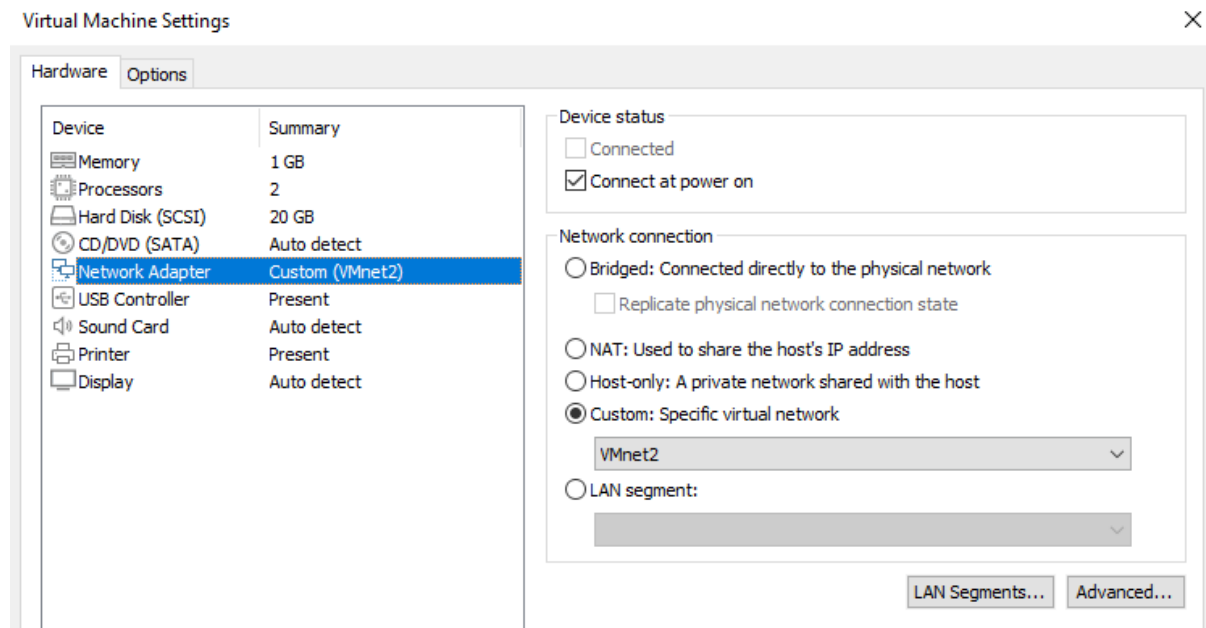 Virtual Machine Settings
Hardware Options
Device Summary
Memory 1 GB
Processors 2
Hard Disk (SCSI) 20 GB
CD/DVD (SATA) Auto detect
Network Adapter Custom (VMnet2)
USB Controller Present
Sound Card Auto detect
Printer Present
Display Auto detect
Device status
Connected
Connect at power on
Network connection
Bridged: Connected directly to the physical network
Replicate physical network connection state
NAT: Used to share the host's IP address
Host-only: A private network shared with the host
Custom: Specific virtual network
VMnet2
LAN segment:
LAN Segments... Advanced...